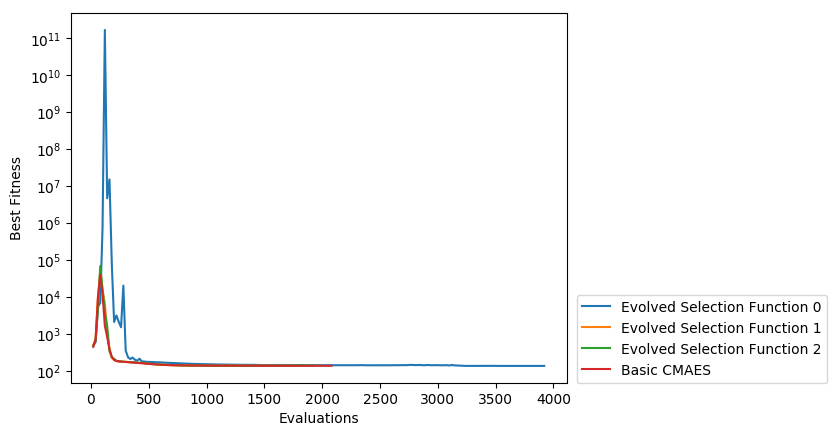 10^11
10^10
10^9
10^8
10^7
10^6
10^5
10^4
10^3
10^2
Best Fitness
0 500 1000 1500 2000 2500 3000 3500 4000
Evaluations
Evolved Selection Function 0
Evolved Selection Function 1
Evolved Selection Function 2
Basic CMAES